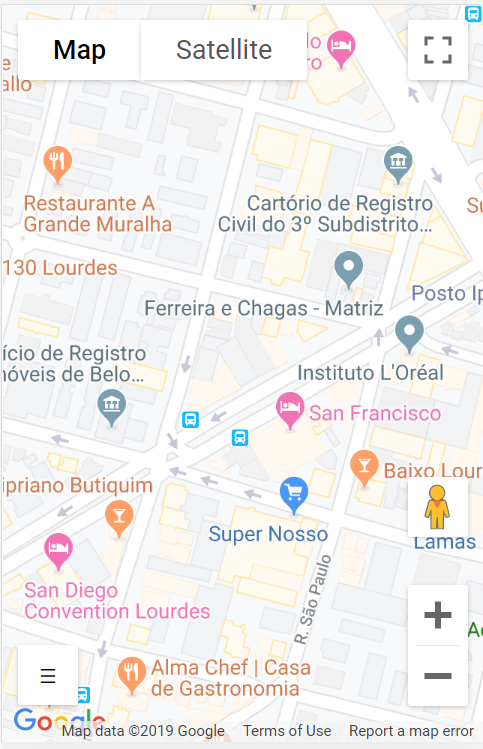 Map
Satellite
Restaurante A
Grande Muralha
Cartório de Registro
Civil do 3º Subdistrito...
130 Lourdes
Posto Ip
Ferreira e Chagas - Matriz
ício de Registro
nóveis de Belo...
Instituto L'Oréal
San Francisco
Baixo Lour
ipriano Butiquim
Super Nosso
Lamas
San Diego
Convention Lourdes
R. São Paulo
Alma Chef | Casa
de Gastronomia
Google
Map data ©2019 Google
Terms of Use
Report a map error